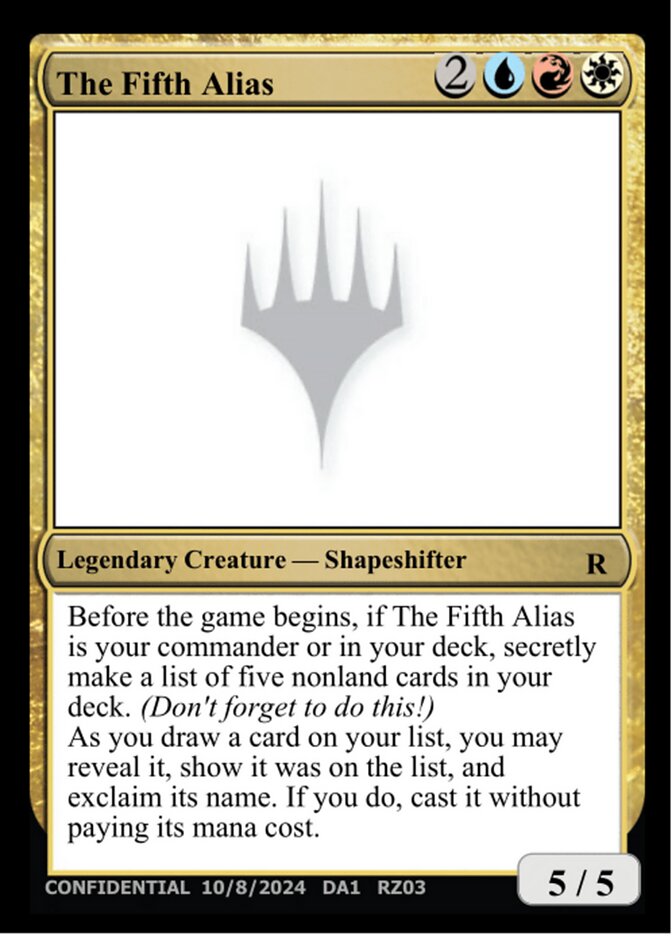 The Fifth Alias 2
Legendary Creature — Shapeshifter R
Before the game begins, if The Fifth Alias
is your commander or in your deck, secretly
make a list of five nonland cards in your
deck. (Don't forget to do this!)
As you draw a card on your list, you may
reveal it, show it was on the list, and
exclaim its name. If you do, cast it without
paying its mana cost.
CONFIDENTIAL 10/8/2024 DA1 RZ03
5/5